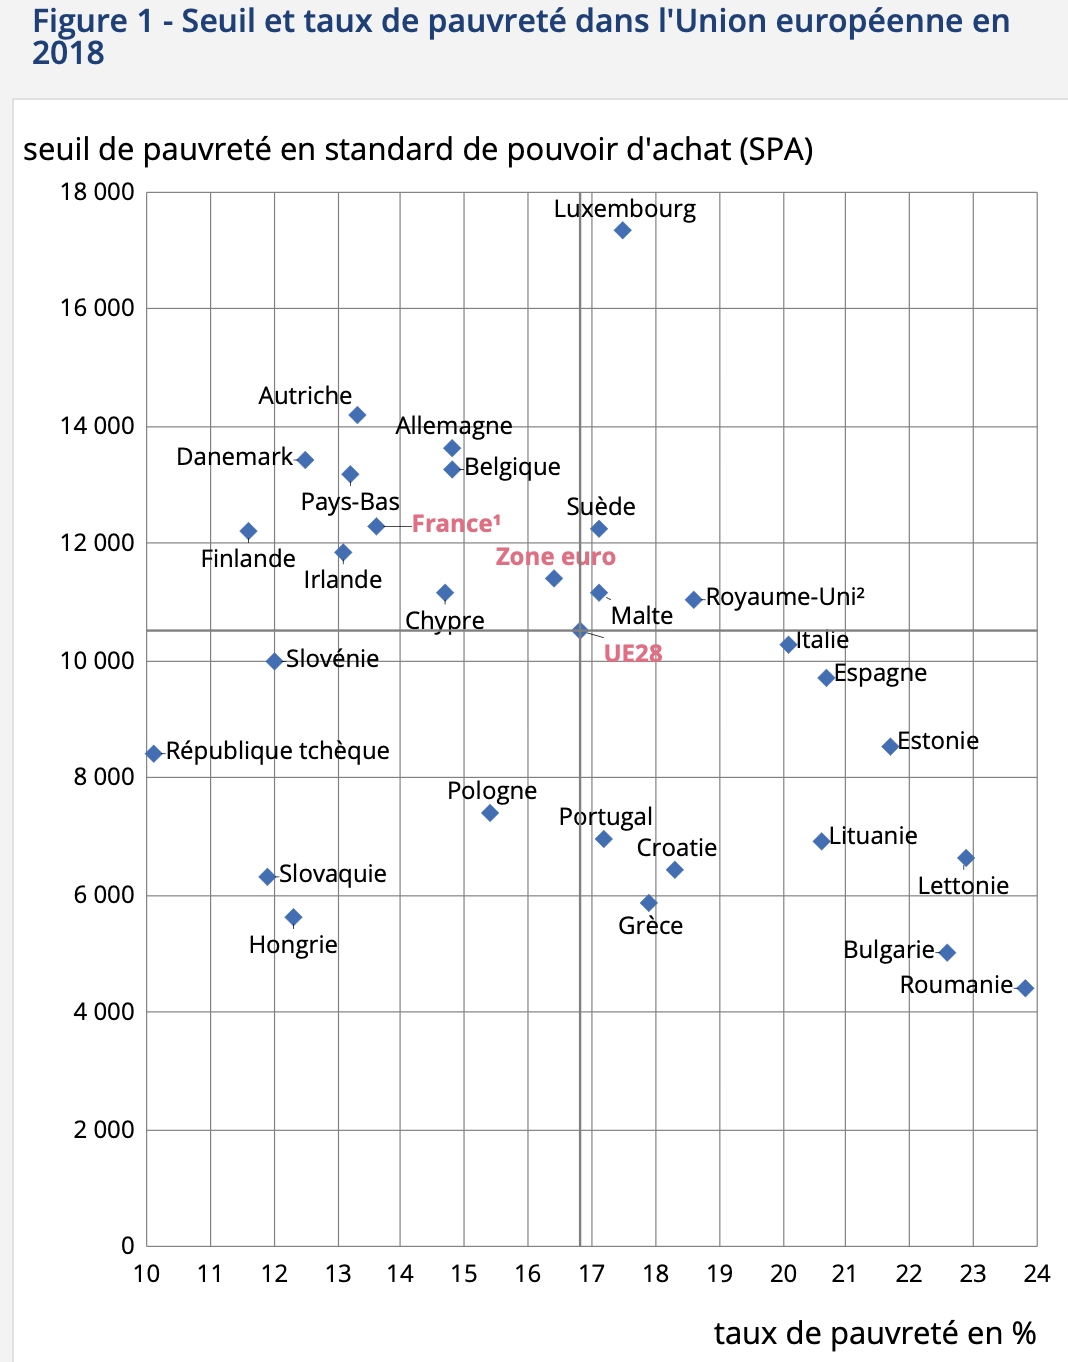 Figure 1 - Seuil et taux de pauvreté dans l'Union européenne en
2018
seuil de pauvreté en standard de pouvoir d'achat (SPA)
18 000
Luxembourg
16 000
Autriche
14 000
Allemagne
Danemark
Belgique
Pays-Bas
Suède
France¹
12 000
Finlande
Zone euro
Irlande
Chypre
Malte
Royaume-Uni²
Italie
UE28
10 000
Slovénie
Espagne
Estonie
République tchèque
8 000
Pologne
Portugal
Lituanie
Croatie
Slovaquie
Lettonie
6 000
Grèce
Hongrie
Bulgarie
Roumanie
4 000
2 000
0
10 11 12 13 14 15 16 17 18 19 20 21 22 23 24
taux de pauvreté en %